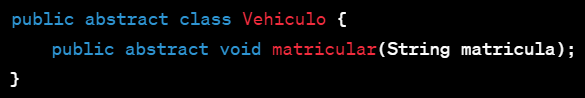 public abstract class Vehiculo {
    public abstract void matricular(String matricula);
}